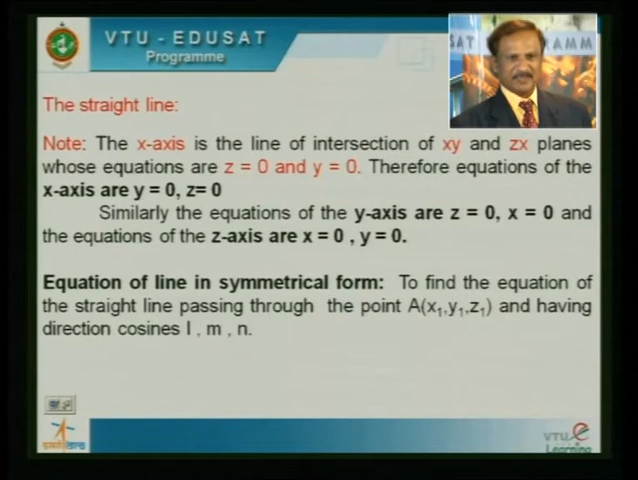 VTU - EDUSAT
Programme
SAT
RAMM
The straight line:
Note: The x-axis is the line of intersection of xy and zx planes
whose equations are z = 0 and y = 0. Therefore equations of the
x-axis are y = 0, z= 0
Similarly the equations of the y-axis are z = 0, x = 0 and
the equations of the z-axis are x = 0 , y = 0.
Equation of line in symmetrical form: To find the equation of
the straight line passing through the point A(x₁,y₁,z₁) and having
direction cosines l , m , n.
VTU e
Learning